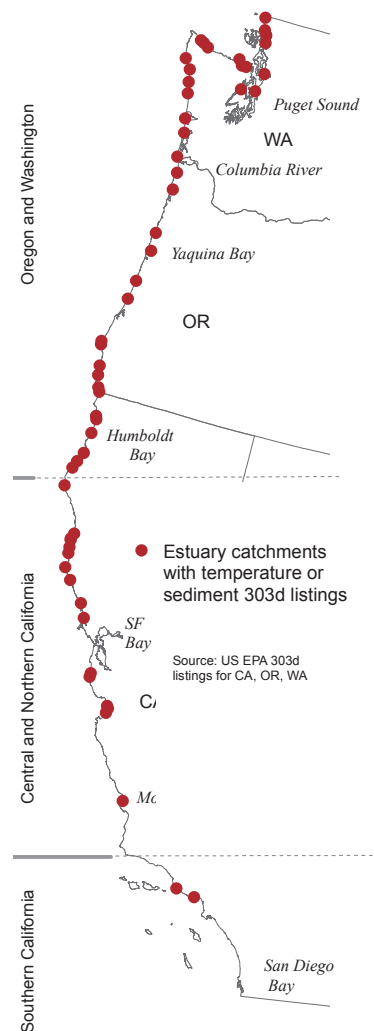 Puget Sound
WA
Columbia River
Oregon and Washington
Yaquina Bay
OR
Humboldt
Bay
Estuary catchments
with temperature or
sediment 303d listings
SF
Bay
Source: US EPA 303d
listings for CA, OR, WA
Central and Northern California
Southern California
San Diego
Bay